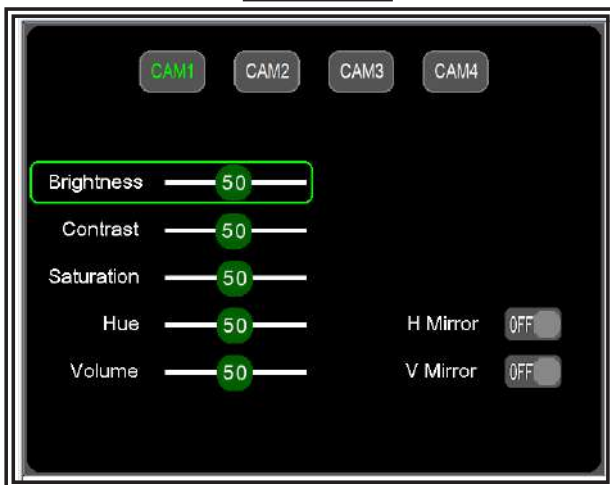 CAM1 CAM2 CAM3 CAM4
Brightness 50
Contrast 50
Saturation 50
Hue 50 H Mirror OFF
Volume 50 V Mirror OFF